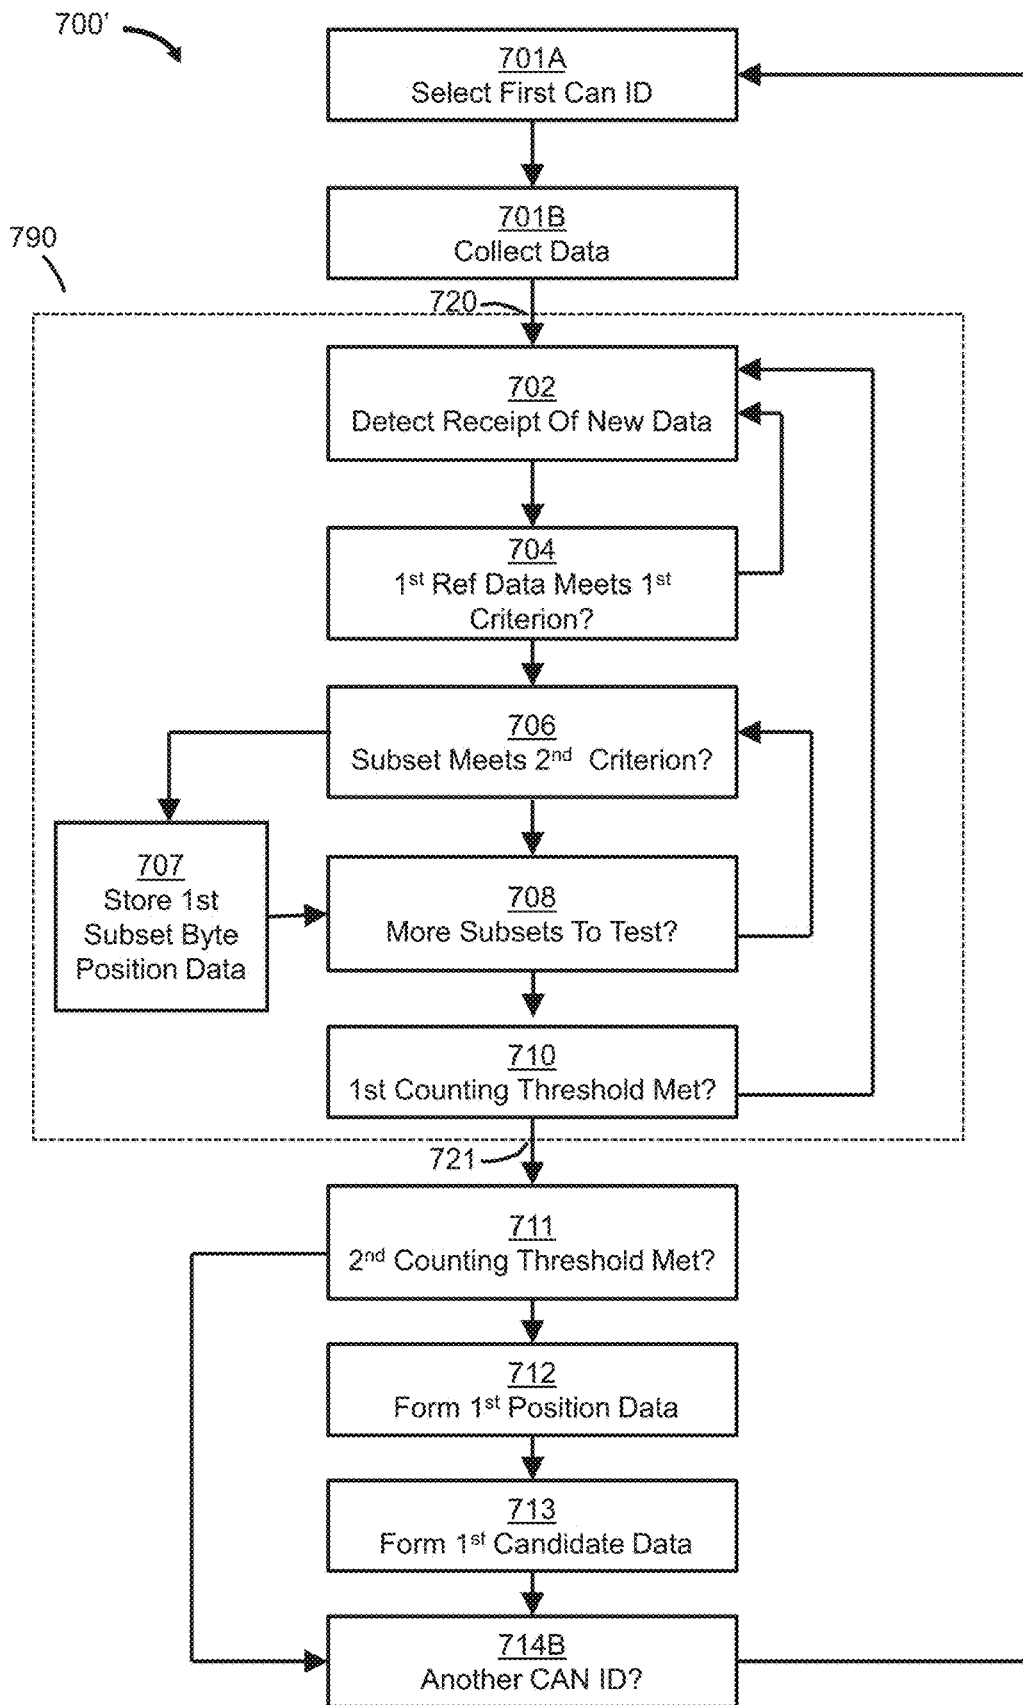 700'
701A
Select First Can ID
701B
Collect Data
790
720
702
Detect Receipt Of New Data
704
1st Ref Data Meets 1st
Criterion?
706
Subset Meets 2nd Criterion?
707
Store 1st
Subset Byte
Position Data
708
More Subsets To Test?
710
1st Counting Threshold Met?
721
711
2nd Counting Threshold Met?
712
Form 1st Position Data
713
Form 1st Candidate Data
714B
Another CAN ID?